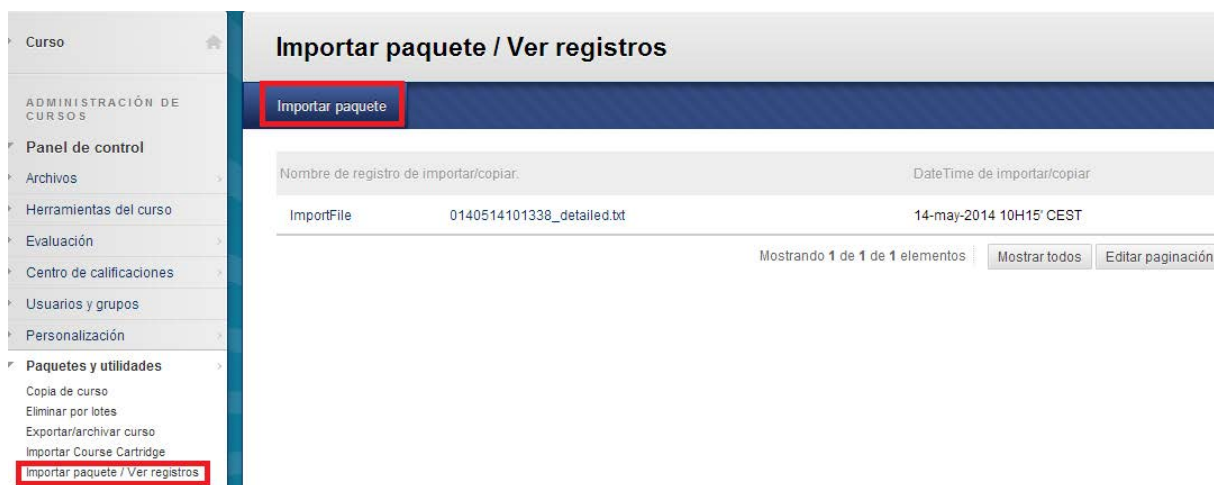 Curso
ADMINISTRACIÓN DE
CURSOS
Panel de control
Archivos
Herramientas del curso
Evaluación
Centro de calificaciones
Usuarios y grupos
Personalización
Paquetes y utilidades
Copia de curso
Eliminar por lotes
Exportar/archivar curso
Importar Course Cartridge
Importar paquete / Ver registros
Importar paquete / Ver registros
Importar paquete
Nombre de registro de importar/copiar. DateTime de importar/copiar
ImportFile 0140514101338_detailed.txt 14-may-2014 10H15' CEST
Mostrando 1 de 1 de 1 elementos Mostrar todos Editar paginación